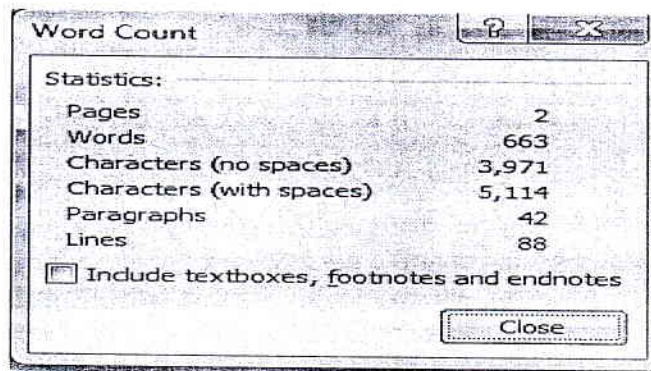 Word Count
Statistics:
Pages 2
Words 663
Characters (no spaces) 3,971
Characters (with spaces) 5,114
Paragraphs 42
Lines 88
Include textboxes, footnotes and endnotes
Close